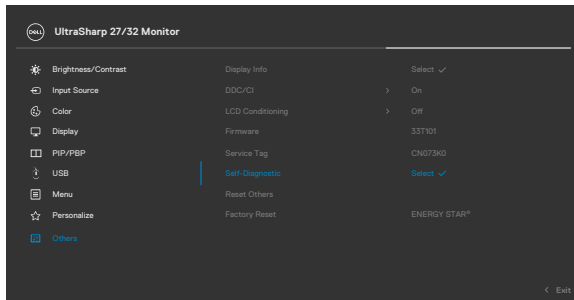 DELL UltraSharp 27/32 Monitor
Brightness/Contrast Display Info Select ✓
Input Source DDC/CI > On
Color LCD Conditioning > Off
Display Firmware 33T101
PIP/PBP Service Tag CN073K0
USB Self-Diagnostic Select ✓
Menu Reset Others
Personalize Factory Reset ENERGY STAR®
Others
< Exit